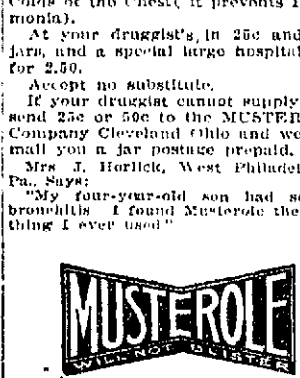 Colds of the Chest( it prevents
monia).
At your druggist's, in 25c and
jars, and a special large hospital
for 2.50.
Accept no substitute.
If your druggist cannot supply
send 25c or 50c to the MUSTER
Company Cleveland Ohio and we
mail you a jar postage prepaid.
Mrs J. Horlick, West Philadel
Pa., Says:
"My four-year-old son had
bronchitis I found Musterole the
thing I ever used"
MUSTEROLE
WILL NOT BLISTER